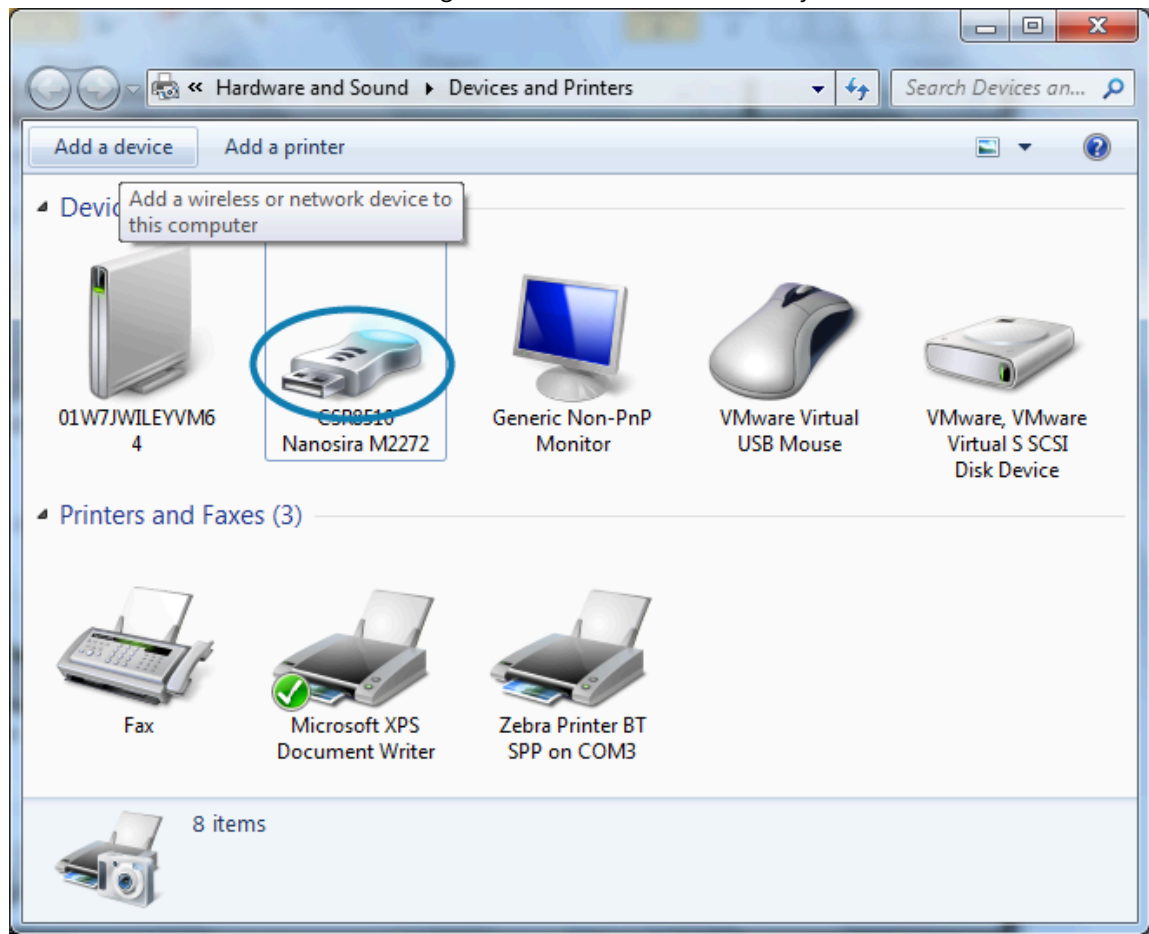 « Hardware and Sound ▸ Devices and Printers
Search Devices an...
Add a device Add a printer
Add a wireless or network device to
this computer
Devic
01W7JWILEYVM6
4
CSR8510
Nanosira M2272
Generic Non-PnP
Monitor
VMware Virtual
USB Mouse
VMware, VMware
Virtual S SCSI
Disk Device
Printers and Faxes (3)
Fax
Microsoft XPS
Document Writer
Zebra Printer BT
SPP on COM3
8 items